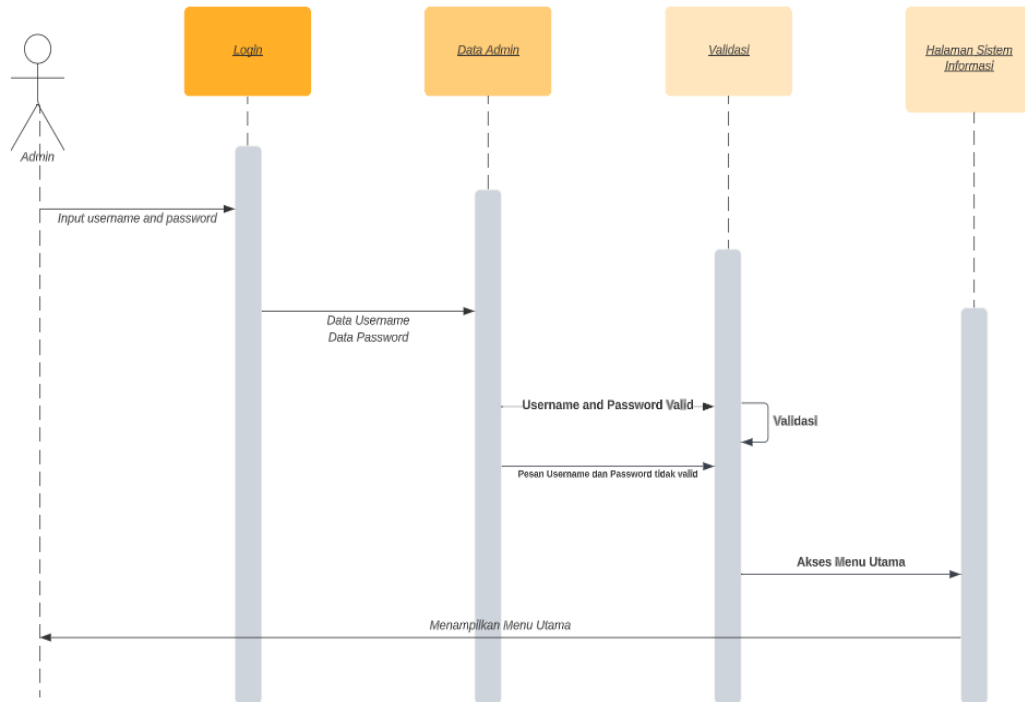 Login
Data Admin
Validasi
Halaman Sistem
Informasi
Admin
Input username and password
Data Username
Data Password
Username and Password Valid
Validasi
Pesan Username dan Password tidak valid
Akses Menu Utama
Menampilkan Menu Utama